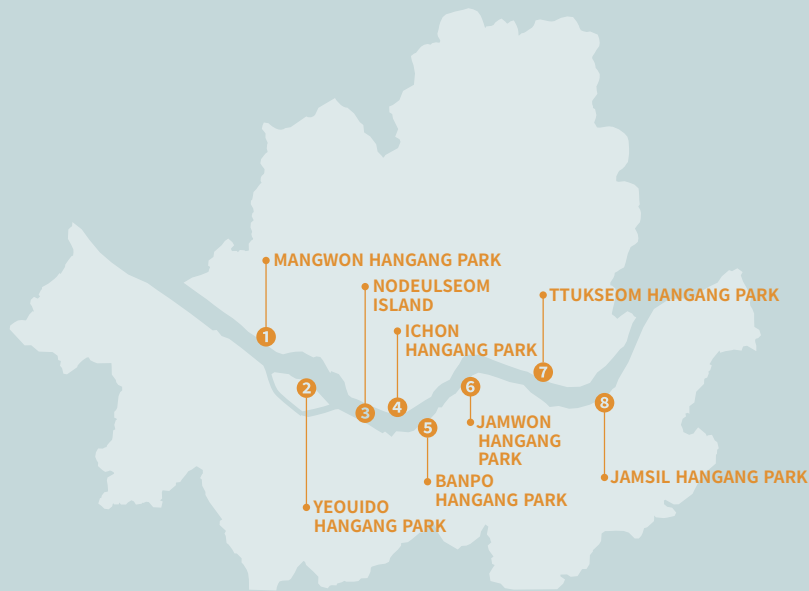 MANGWON HANGANG PARK
NODEULSEOM
ISLAND
TTUKSEOM HANGANG PARK
ICHON
HANGANG PARK
1
2
3
4
5
6
7
8
JAMWON
HANGANG
PARK
JAMSIL HANGANG PARK
BANPO
HANGANG PARK
YEOUIDO
HANGANG PARK